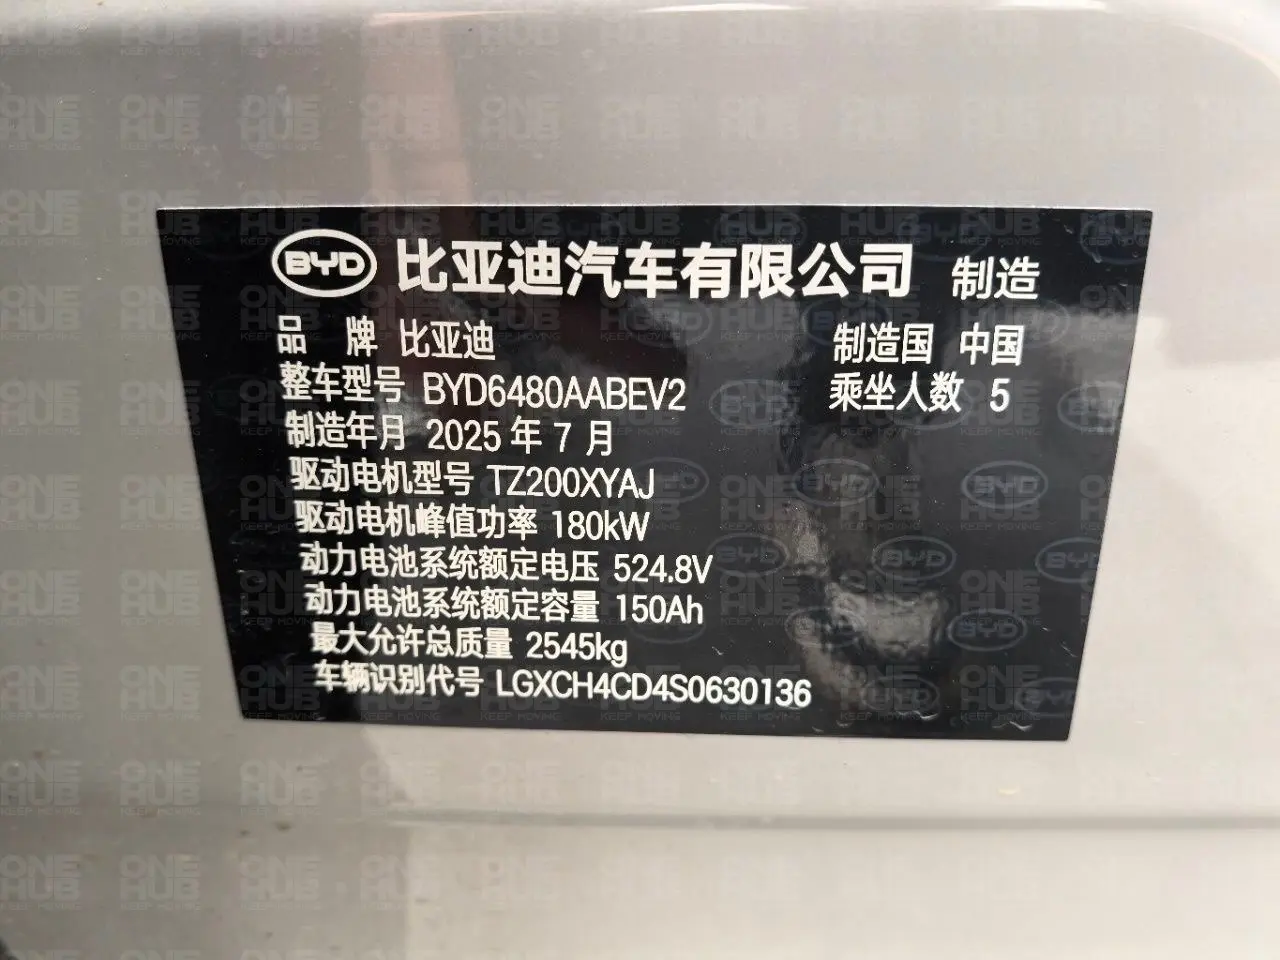 BYD 比亚迪汽车有限公司 制造
品 牌 比亚迪 制造国 中国
整车型号 BYD6480AABEV2 乘坐人数 5
制造年月 2025 年 7 月
驱动电机型号 TZ200XYAJ
驱动电机峰值功率 180kW
动力电池系统额定电压 524.8V
动力电池系统额定容量 150Ah
最大允许总质量 2545kg
车辆识别代号 LGXCH4CD4S0630136
ONE HUB
KEEP MOVING